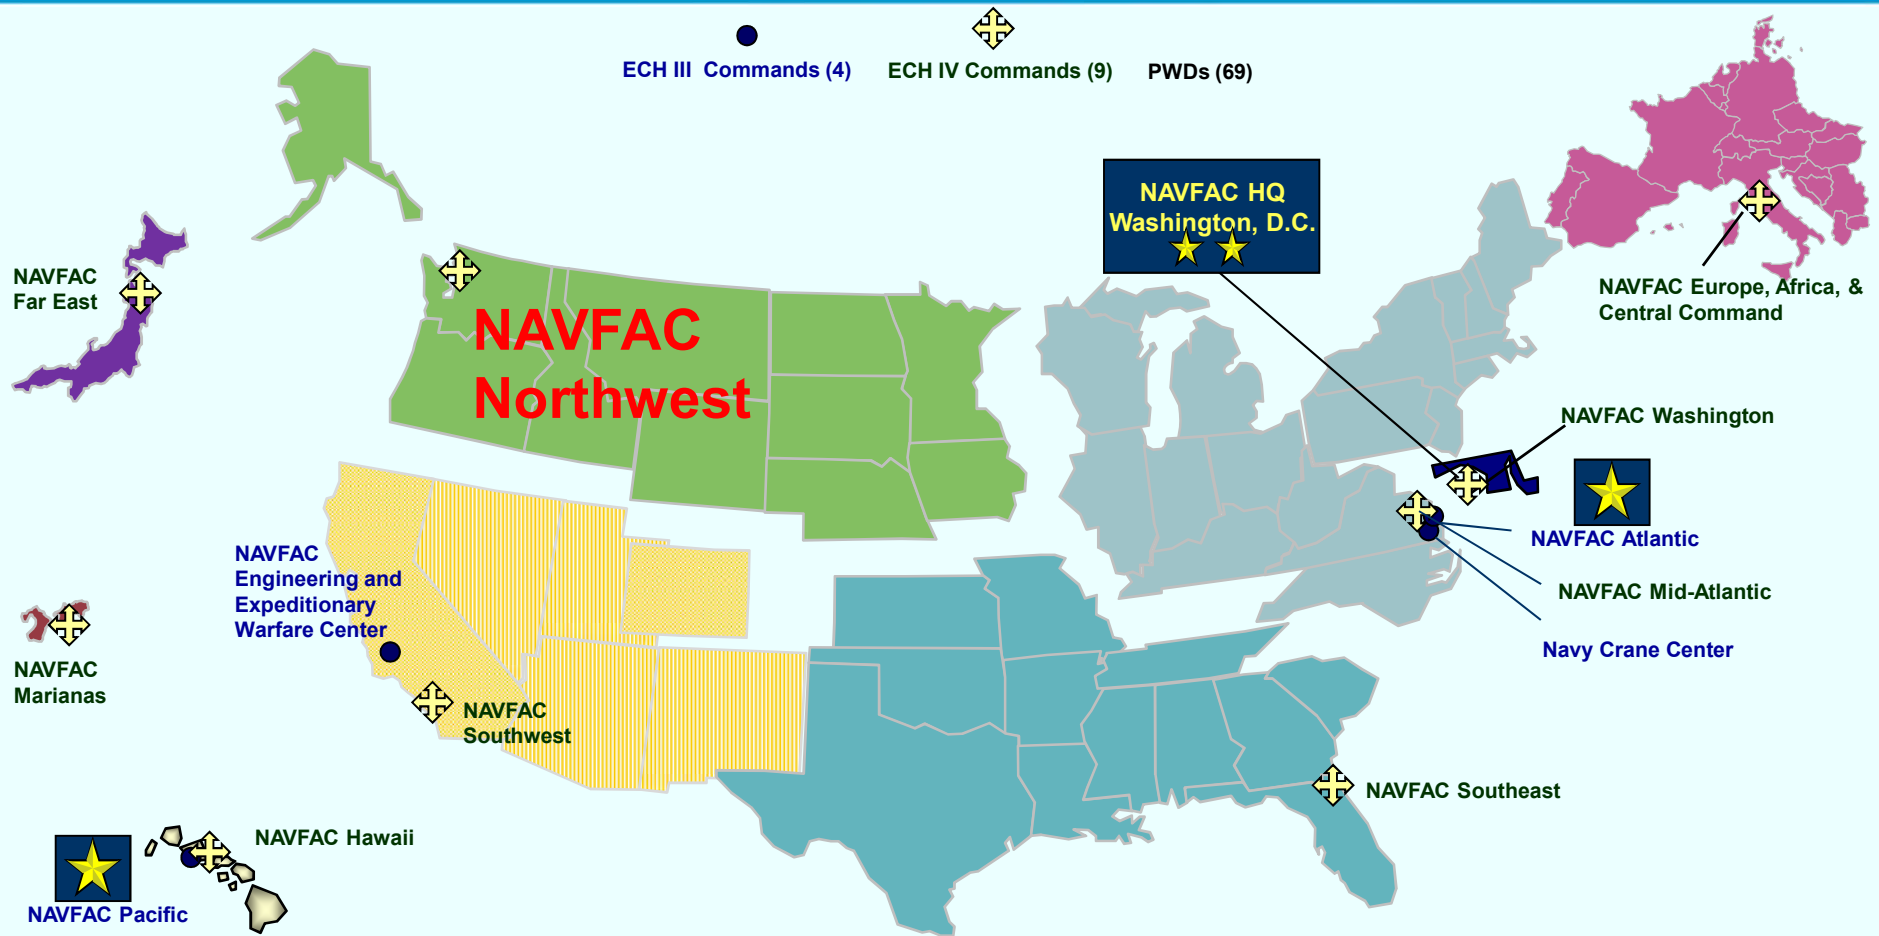 ECH III Commands (4)
ECH IV Commands (9)
PWDs (69)
NAVFAC HQ
Washington, D.C.
NAVFAC
Far East
NAVFAC
Northwest
NAVFAC Europe, Africa, &
Central Command
NAVFAC Washington
NAVFAC Atlantic
NAVFAC Mid-Atlantic
Navy Crane Center
NAVFAC
Engineering and
Expeditionary
Warfare Center
NAVFAC
Marianas
NAVFAC
Southwest
NAVFAC Southeast
NAVFAC Hawaii
NAVFAC Pacific